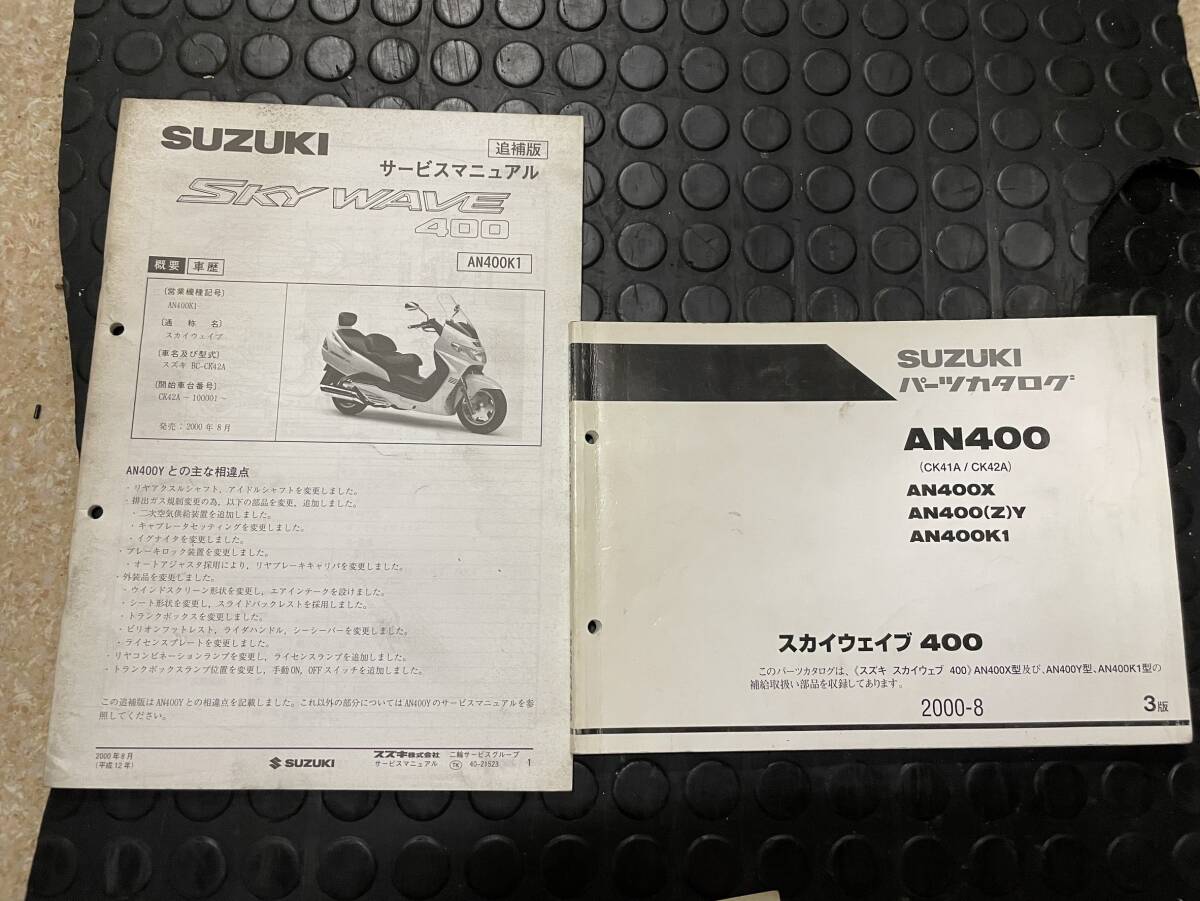 SUZUKI
追補版
サービスマニュアル
SKY WAVE
400
概要 車歴
AN400K1
〔営業機種記号〕
AN400K1
〔通称名〕
スカイウェイブ
〔車名及び型式〕
スズキ BC-CK42A
〔開始車台番号〕
CK42A－100001～
発売：2000年8月
AN400Yとの主な相違点
・リヤアクスルシャフト，アイドルシャフトを変更しました。
・排出ガス規制変更の為，以下の部品を変更，追加しました。
・二次空気供給装置を追加しました。
・キャブレータセッティングを変更しました。
・イグナイタを変更しました。
・ブレーキロック装置を変更しました。
・オートアジャスタ採用により，リヤブレーキキャリパを変更しました。
・外装品を変更しました。
・ウインドスクリーン形状を変更し，エアインテークを設けました。
・シート形状を変更し，スライドバックレストを採用しました。
・トランクボックスを変更しました。
・ピリオンフットレスト，ライダハンドル，シーシーバーを変更しました。
・ライセンスプレートを変更しました。
リヤコンビネーションランプを変更し，ライセンスランプを追加しました。
・トランクボックスランプ位置を変更し，手動ON，OFFスイッチを追加しました。
この追補版はAN400Yとの相違点を記載しました。これ以外の部分についてはAN400Yのサービスマニュアルを参
照してください。
2000年8月
(平成12年)
SUZUKI
スズキ株式会社 二輪サービスグループ
サービスマニュアル TK 40-21523 1
SUZUKI
パーツカタログ
AN400
(CK41A / CK42A)
AN400X
AN400(Z)Y
AN400K1
スカイウェイブ 400
このパーツカタログは、《スズキ スカイウェブ 400》AN400X型及び、AN400Y型、AN400K1型の
補給取扱い部品を収録してあります。
2000-8
3版